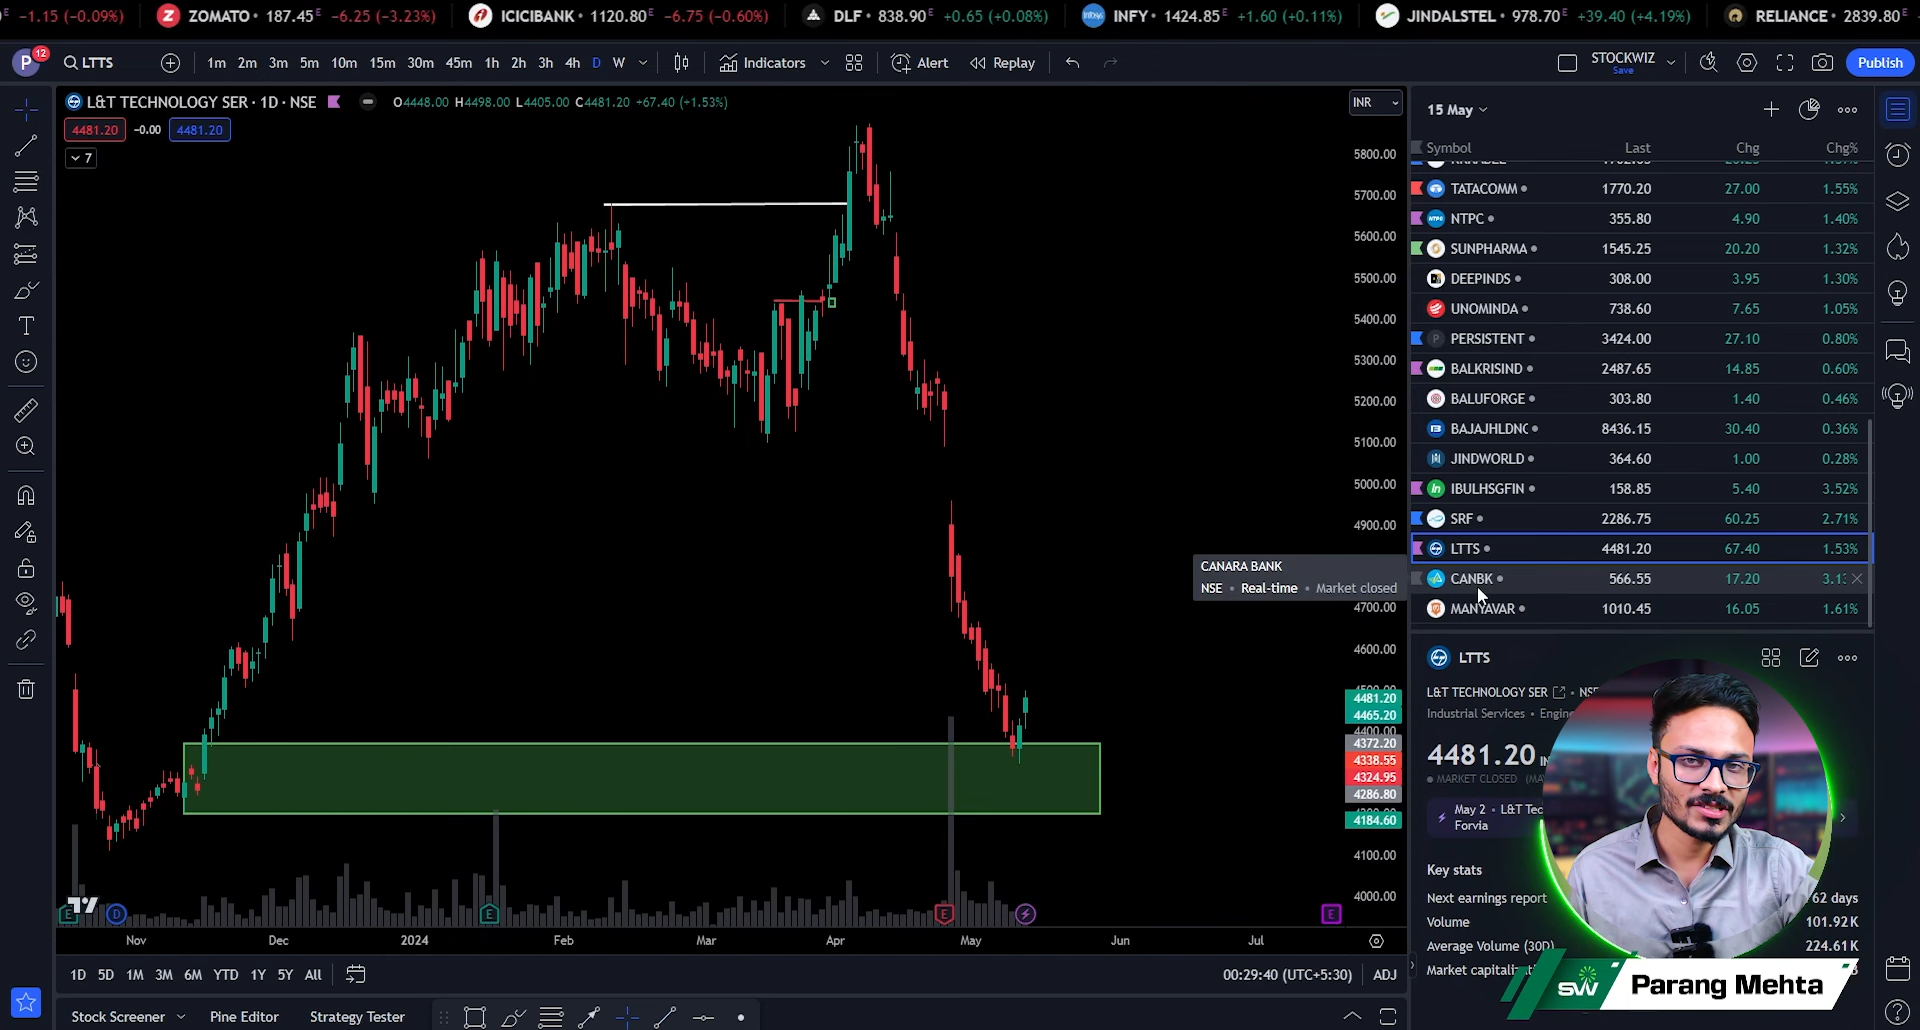 -1.15 (-0.09%) ZOMATO • 187.45 E -6.25 (-3.23%) ICICIBANK • 1120.80 E -6.75 (-0.60%) DLF • 838.90 E +0.65 (+0.08%) INFY • 1424.85 E +1.60 (+0.11%) JINDALSTEL • 978.70 E +39.40 (+4.19%) RELIANCE • 2839.80 E
P 12 LTTS 1m 2m 3m 5m 10m 15m 30m 45m 1h 2h 3h 4h D W Indicators Alert Replay STOCKWIZ Save Publish
L&T TECHNOLOGY SER · 1D · NSE O4448.00 H4498.00 L4405.00 C4481.20 +67.40 (+1.53%) INR
4481.20 -0.00 4481.20
7
5800.00
5700.00
5600.00
5500.00
5400.00
5300.00
5200.00
5100.00
5000.00
4900.00
4700.00
4600.00
4481.20
4465.20
4400.00
4372.20
4338.55
4324.95
4286.80
4184.60
4100.00
4000.00
CANARA BANK
NSE • Real-time • Market closed
E D E E E
Nov Dec 2024 Feb Mar Apr May Jun Jul
1D 5D 1M 3M 6M YTD 1Y 5Y All 00:29:40 (UTC+5:30) ADJ
Stock Screener Pine Editor Strategy Tester
15 May
Symbol Last Chg Chg%
TATACOMM 1770.20 27.00 1.55%
NTPC 355.80 4.90 1.40%
SUNPHARMA 1545.25 20.20 1.32%
DEEPINDS 308.00 3.95 1.30%
UNOMINDA 738.60 7.65 1.05%
PERSISTENT 3424.00 27.10 0.80%
BALKRISIND 2487.65 14.85 0.60%
BALUFORGE 303.80 1.40 0.46%
BAJAJHLDNG 8436.15 30.40 0.36%
JINDWORLD 364.60 1.00 0.28%
IBULHSGFIN 158.85 5.40 3.52%
SRF 2286.75 60.25 2.71%
LTTS 4481.20 67.40 1.53%
CANBK 566.55 17.20 3.13
MANYAVAR 1010.45 16.05 1.61%
LTTS
L&T TECHNOLOGY SER • NSE
Industrial Services • Engine
4481.20 IN
MARKET CLOSED (MA
May 2 • L&T Tec
Forvia
Key stats
Next earnings report 62 days
Volume 101.92K
Average Volume (30D) 224.61K
Market capitaliz
SW Parang Mehta